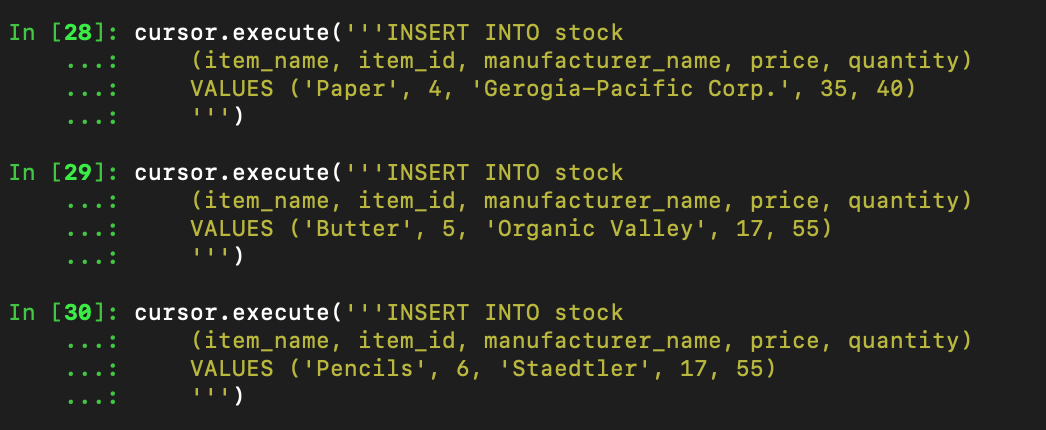 In [28]: cursor.execute('''INSERT INTO stock
...: (item_name, item_id, manufacturer_name, price, quantity)
...: VALUES ('Paper', 4, 'Gerogia-Pacific Corp.', 35, 40)
...: ''')
In [29]: cursor.execute('''INSERT INTO stock
...: (item_name, item_id, manufacturer_name, price, quantity)
...: VALUES ('Butter', 5, 'Organic Valley', 17, 55)
...: ''')
In [30]: cursor.execute('''INSERT INTO stock
...: (item_name, item_id, manufacturer_name, price, quantity)
...: VALUES ('Pencils', 6, 'Staedtler', 17, 55)
...: ''')